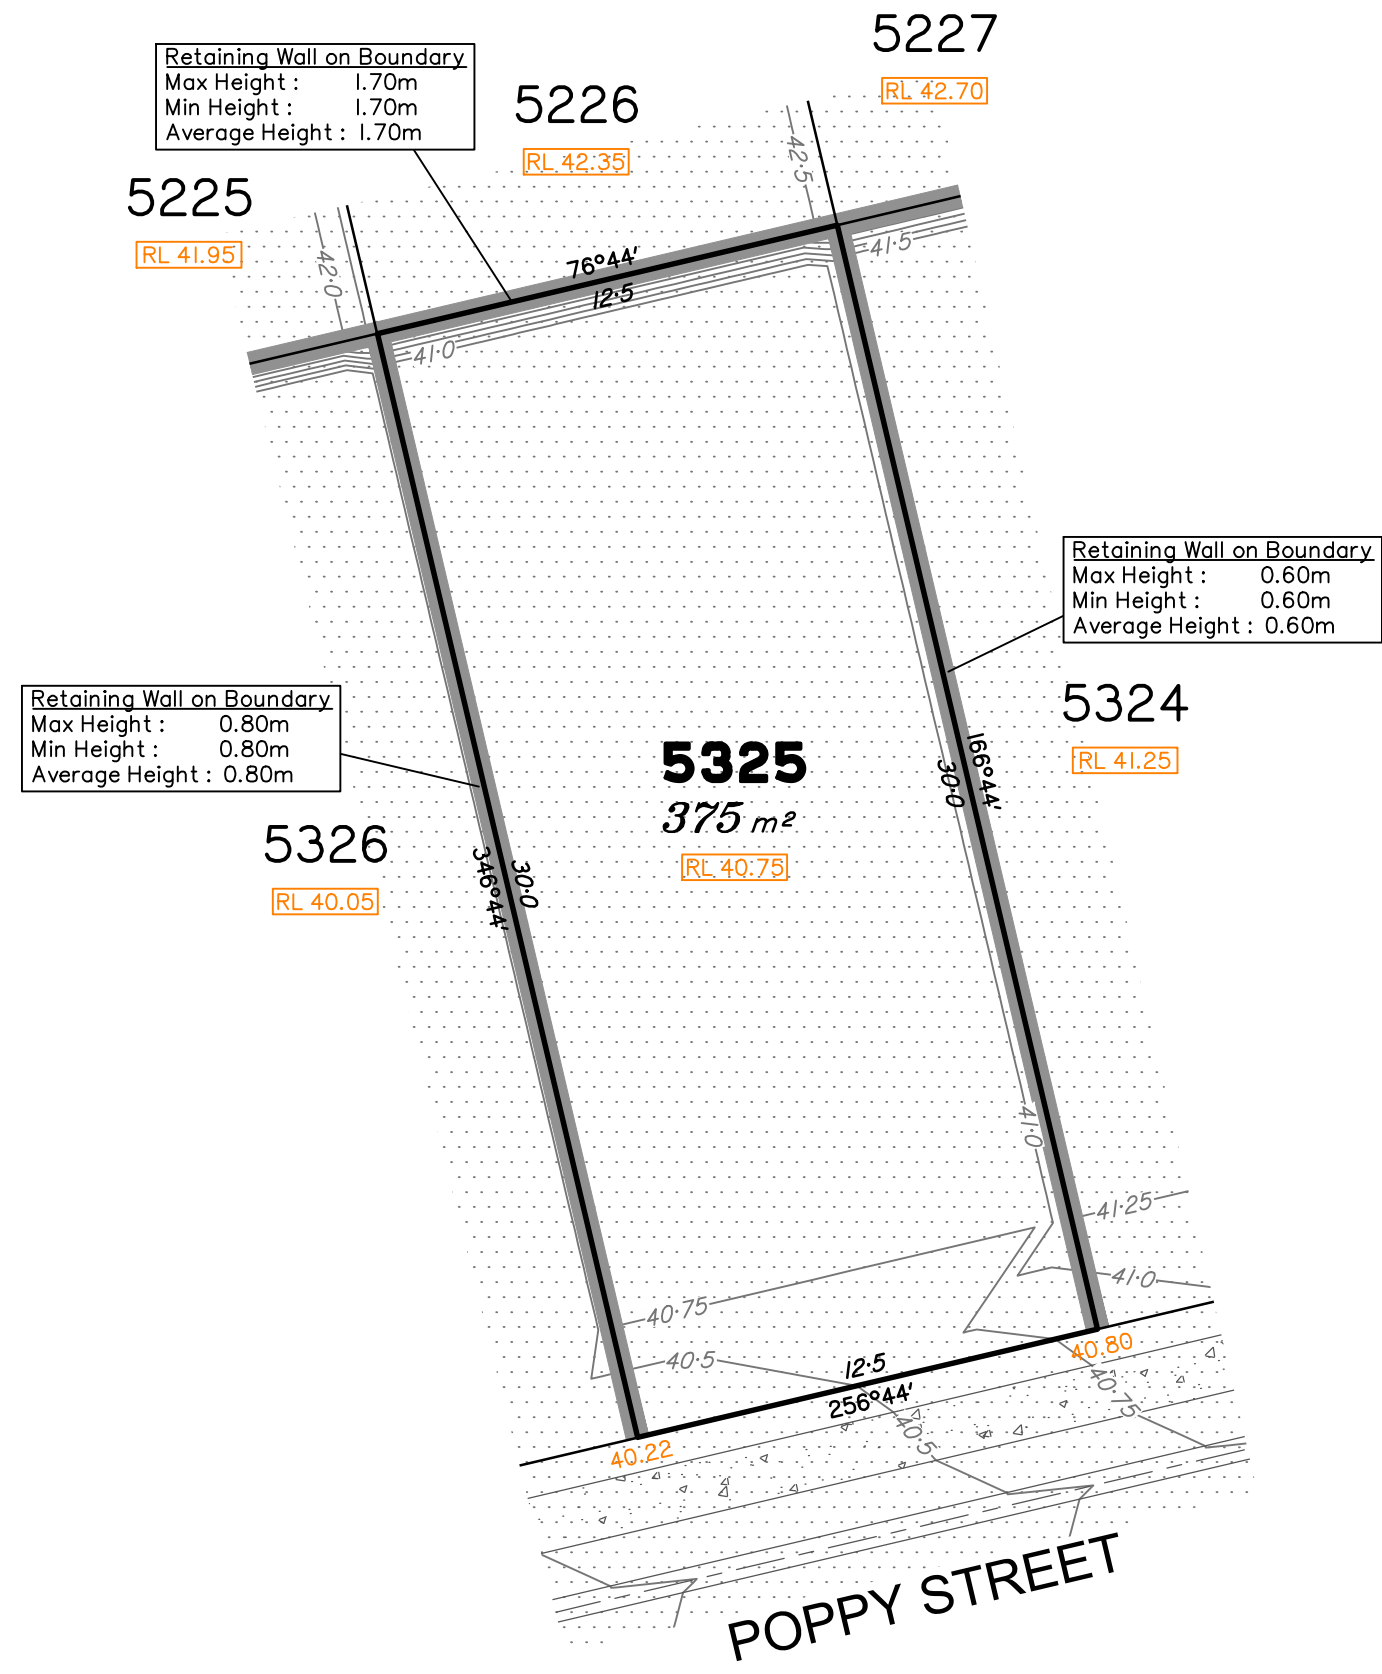 5227
RL 42.70
Retaining Wall on Boundary
Max Height : 1.70m
Min Height : 1.70m
Average Height : 1.70m
5226
RL 42.35
42·5
5225
RL 41.95
42·0
76°44'
12·5
41·5
41·0
Retaining Wall on Boundary
Max Height : 0.60m
Min Height : 0.60m
Average Height : 0.60m
5324
RL 41.25
166°44'
30·0
Retaining Wall on Boundary
Max Height : 0.80m
Min Height : 0.80m
Average Height : 0.80m
5325
375 m²
RL 40.75
5326
RL 40.05
346°44'
30·0
41·0
41·25
41·0
40·75
40·5
12·5
256°44'
40.80
40·75
40·5
40.22
POPPY STREET